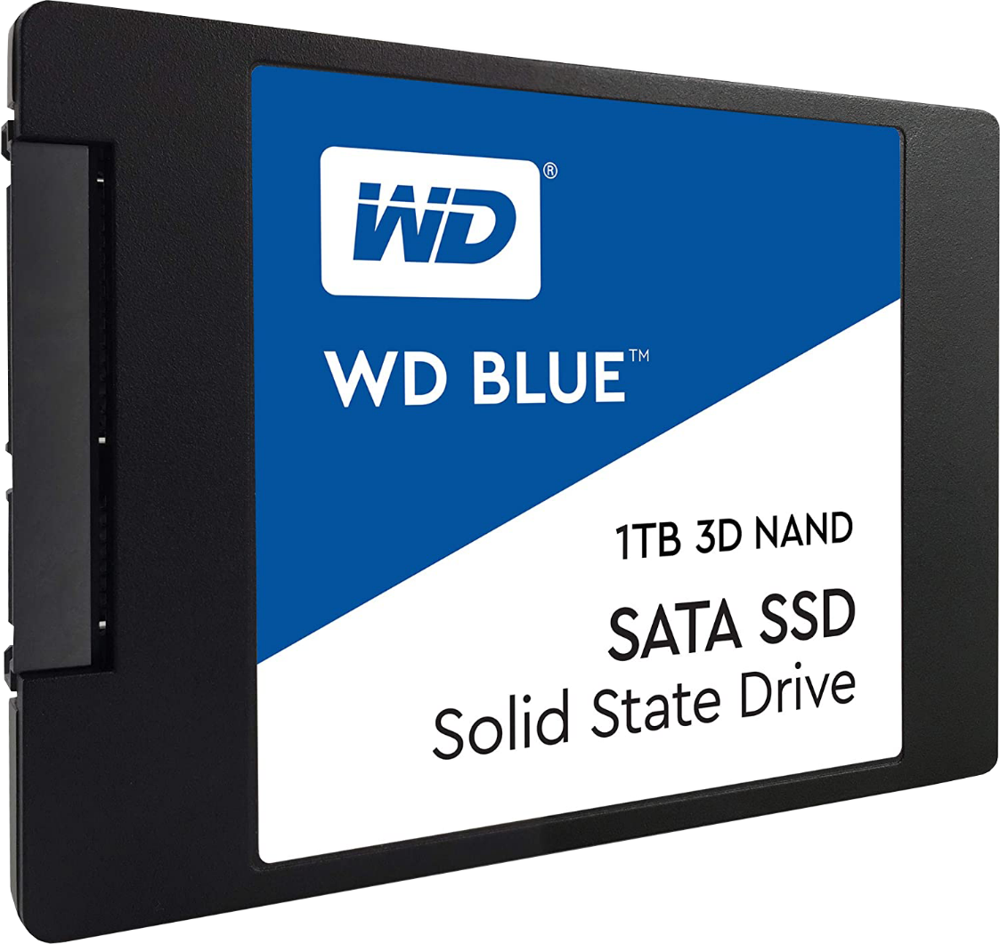 WD®
WD BLUE™
1TB 3D NAND
SATA SSD
Solid State Drive